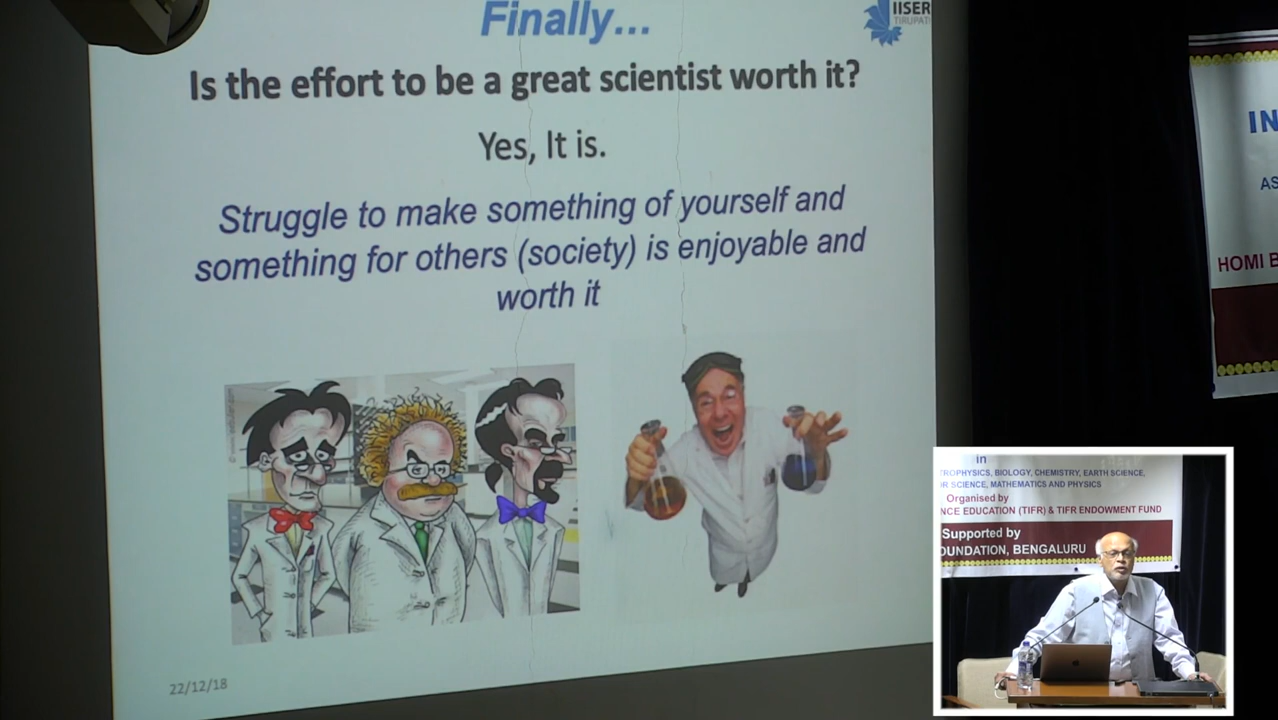 Finally...
IISER
TIRUPATI
Is the effort to be a great scientist worth it?
Yes, It is.
Struggle to make something of yourself and
something for others (society) is enjoyable and
worth it
22/12/18
IN
AS
HOMI B
in
TROPHYSICS, BIOLOGY, CHEMISTRY, EARTH SCIENCE,
OR SCIENCE, MATHEMATICS AND PHYSICS
Organised by
NCE EDUCATION (TIFR) & TIFR ENDOWMENT FUND
Supported by
OUNDATION, BENGALURU